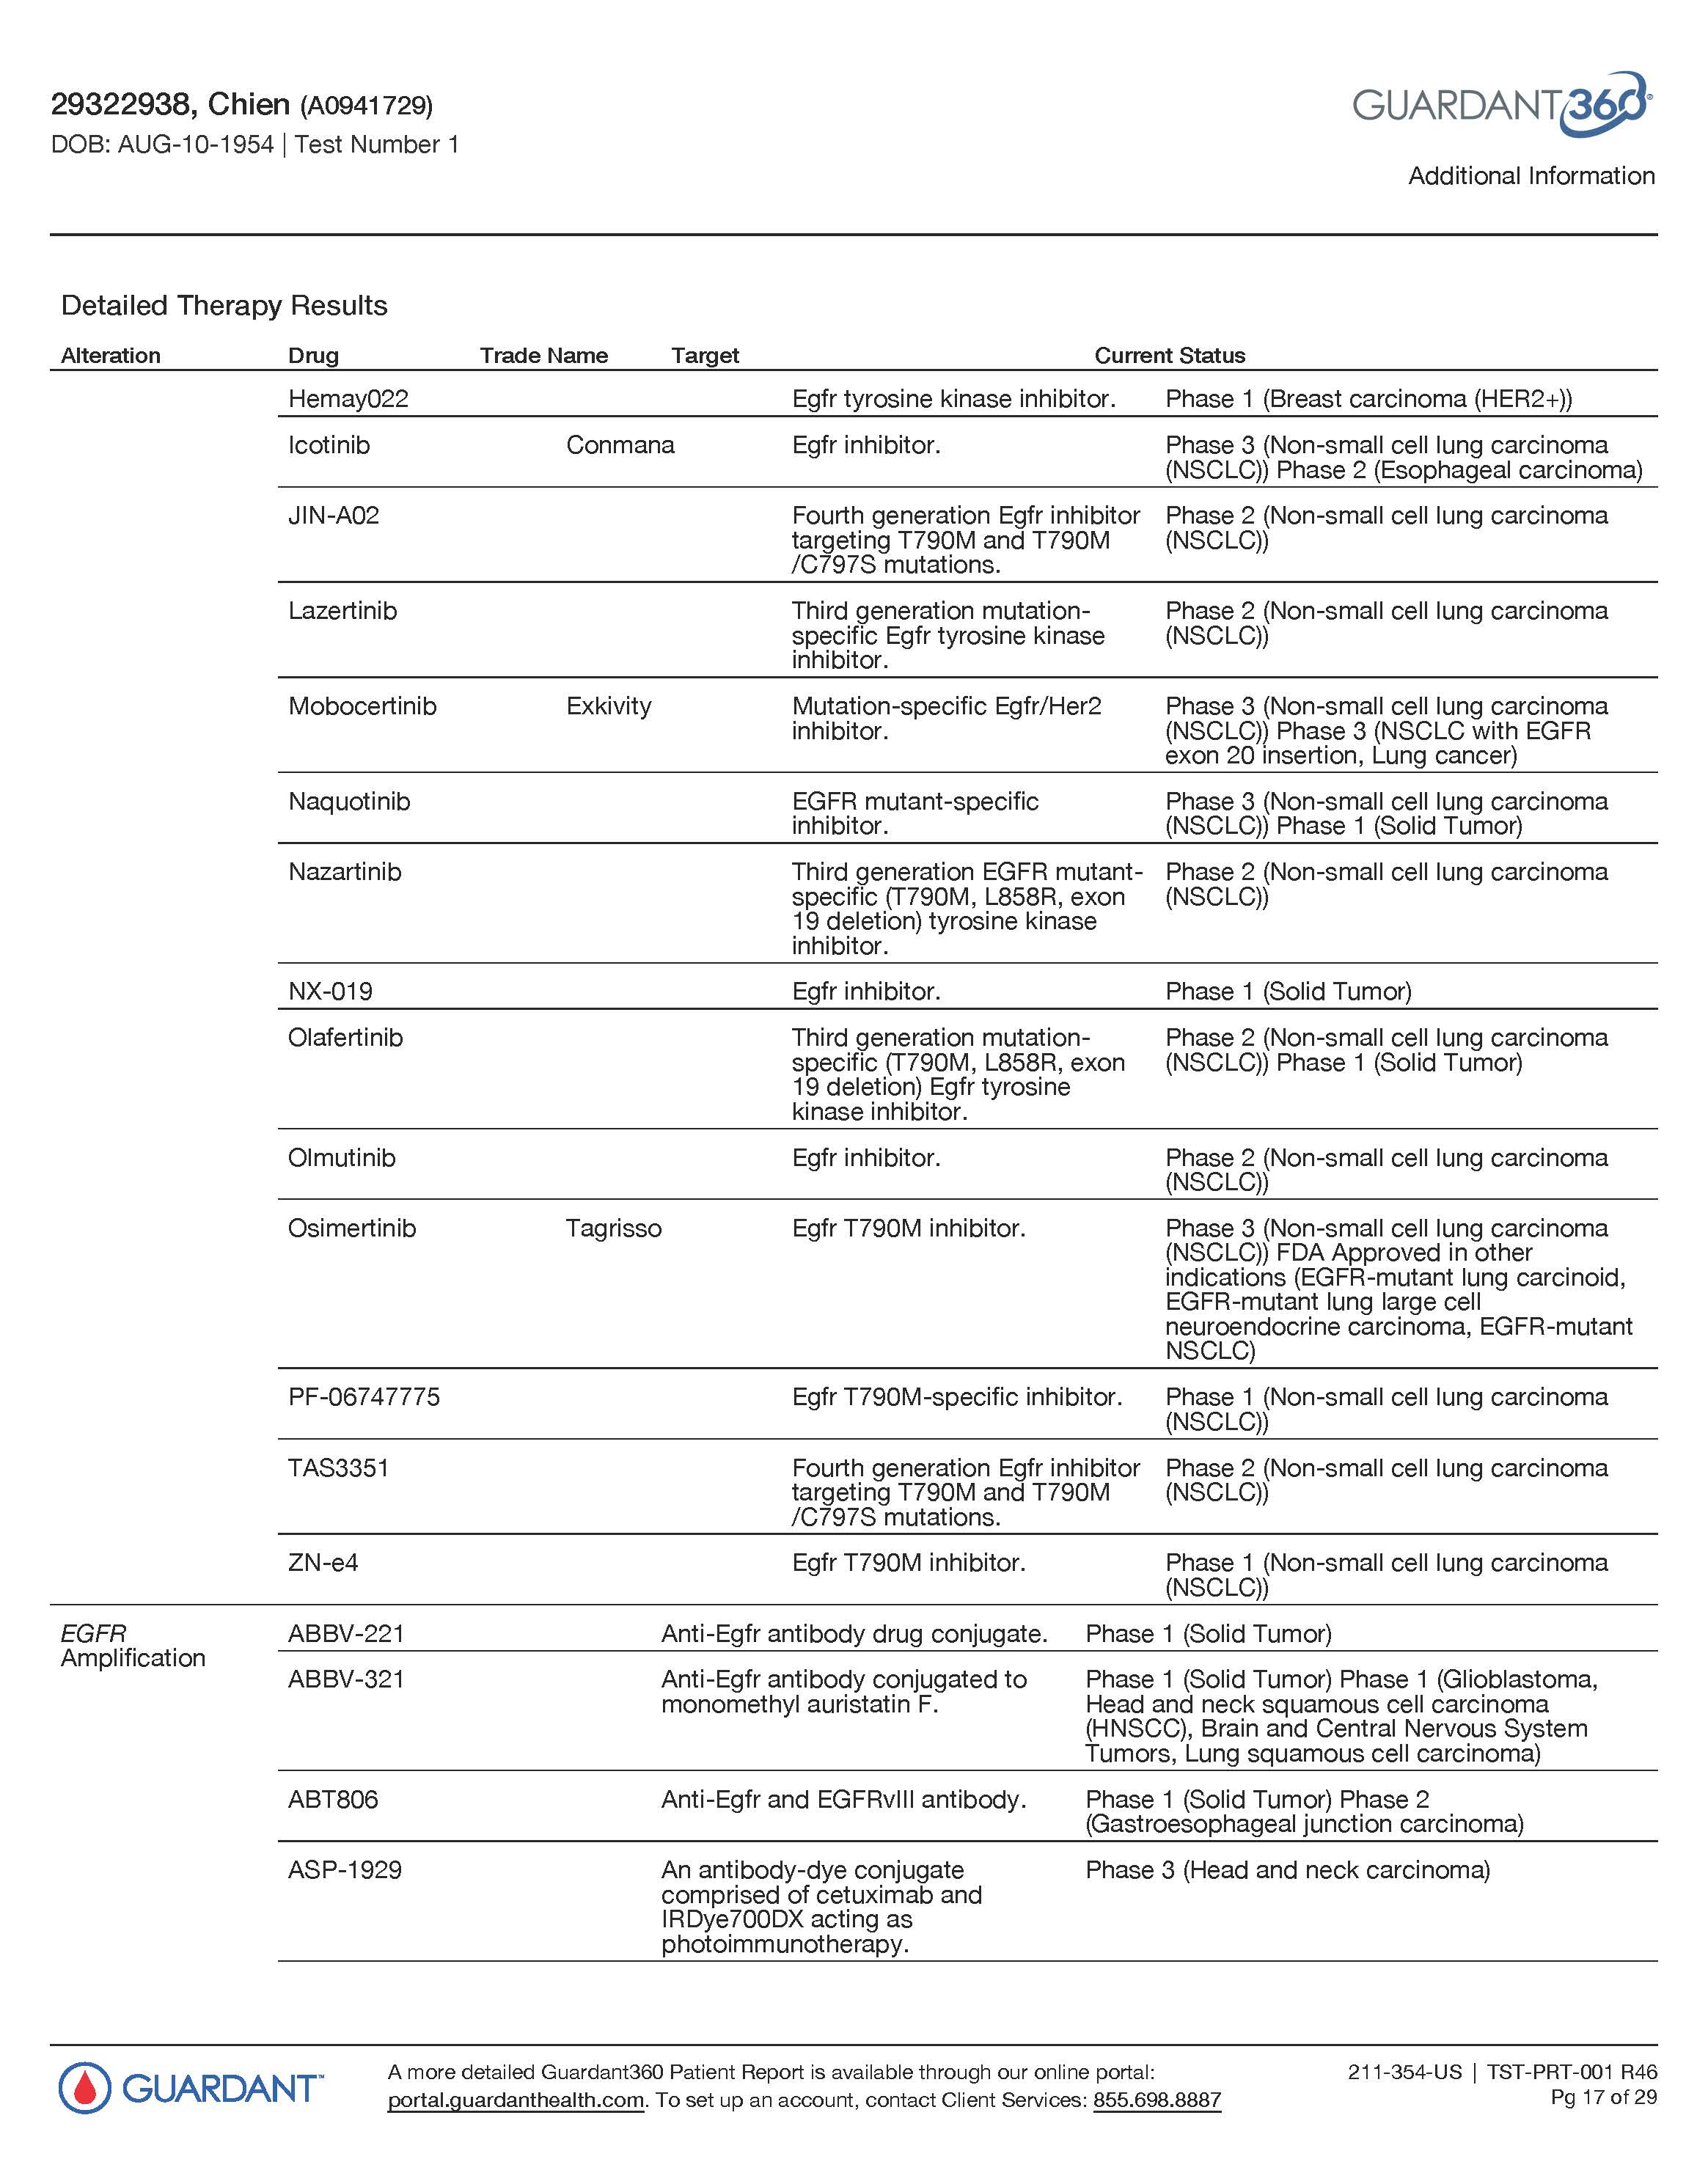 29322938, Chien (A0941729)
DOB: AUG-10-1954 | Test Number 1
GUARDANT360®
Additional Information
Detailed Therapy Results
Alteration Drug Trade Name Target Current Status
Hemay022 Egfr tyrosine kinase inhibitor. Phase 1 (Breast carcinoma (HER2+))
Icotinib Conmana Egfr inhibitor. Phase 3 (Non-small cell lung carcinoma
(NSCLC)) Phase 2 (Esophageal carcinoma)
JIN-A02 Fourth generation Egfr inhibitor Phase 2 (Non-small cell lung carcinoma
targeting T790M and T790M (NSCLC))
/C797S mutations.
Lazertinib Third generation mutation- Phase 2 (Non-small cell lung carcinoma
specific Egfr tyrosine kinase (NSCLC))
inhibitor.
Mobocertinib Exkivity Mutation-specific Egfr/Her2 Phase 3 (Non-small cell lung carcinoma
inhibitor. (NSCLC)) Phase 3 (NSCLC with EGFR
exon 20 insertion, Lung cancer)
Naquotinib EGFR mutant-specific Phase 3 (Non-small cell lung carcinoma
inhibitor. (NSCLC)) Phase 1 (Solid Tumor)
Nazartinib Third generation EGFR mutant- Phase 2 (Non-small cell lung carcinoma
specific (T790M, L858R, exon (NSCLC))
19 deletion) tyrosine kinase
inhibitor.
NX-019 Egfr inhibitor. Phase 1 (Solid Tumor)
Olafertinib Third generation mutation- Phase 2 (Non-small cell lung carcinoma
specific (T790M, L858R, exon (NSCLC)) Phase 1 (Solid Tumor)
19 deletion) Egfr tyrosine
kinase inhibitor.
Olmutinib Egfr inhibitor. Phase 2 (Non-small cell lung carcinoma
(NSCLC))
Osimertinib Tagrisso Egfr T790M inhibitor. Phase 3 (Non-small cell lung carcinoma
(NSCLC)) FDA Approved in other
indications (EGFR-mutant lung carcinoid,
EGFR-mutant lung large cell
neuroendocrine carcinoma, EGFR-mutant
NSCLC)
PF-06747775 Egfr T790M-specific inhibitor. Phase 1 (Non-small cell lung carcinoma
(NSCLC))
TAS3351 Fourth generation Egfr inhibitor Phase 2 (Non-small cell lung carcinoma
targeting T790M and T790M (NSCLC))
/C797S mutations.
ZN-e4 Egfr T790M inhibitor. Phase 1 (Non-small cell lung carcinoma
(NSCLC))
EGFR ABBV-221 Anti-Egfr antibody drug conjugate. Phase 1 (Solid Tumor)
Amplification
ABBV-321 Anti-Egfr antibody conjugated to Phase 1 (Solid Tumor) Phase 1 (Glioblastoma,
monomethyl auristatin F. Head and neck squamous cell carcinoma
(HNSCC), Brain and Central Nervous System
Tumors, Lung squamous cell carcinoma)
ABT806 Anti-Egfr and EGFRvIII antibody. Phase 1 (Solid Tumor) Phase 2
(Gastroesophageal junction carcinoma)
ASP-1929 An antibody-dye conjugate Phase 3 (Head and neck carcinoma)
comprised of cetuximab and
IRDye700DX acting as
photoimmunotherapy.
GUARDANT™
A more detailed Guardant360 Patient Report is available through our online portal:
portal.guardanthealth.com. To set up an account, contact Client Services: 855.698.8887
211-354-US | TST-PRT-001 R46
Pg 17 of 29